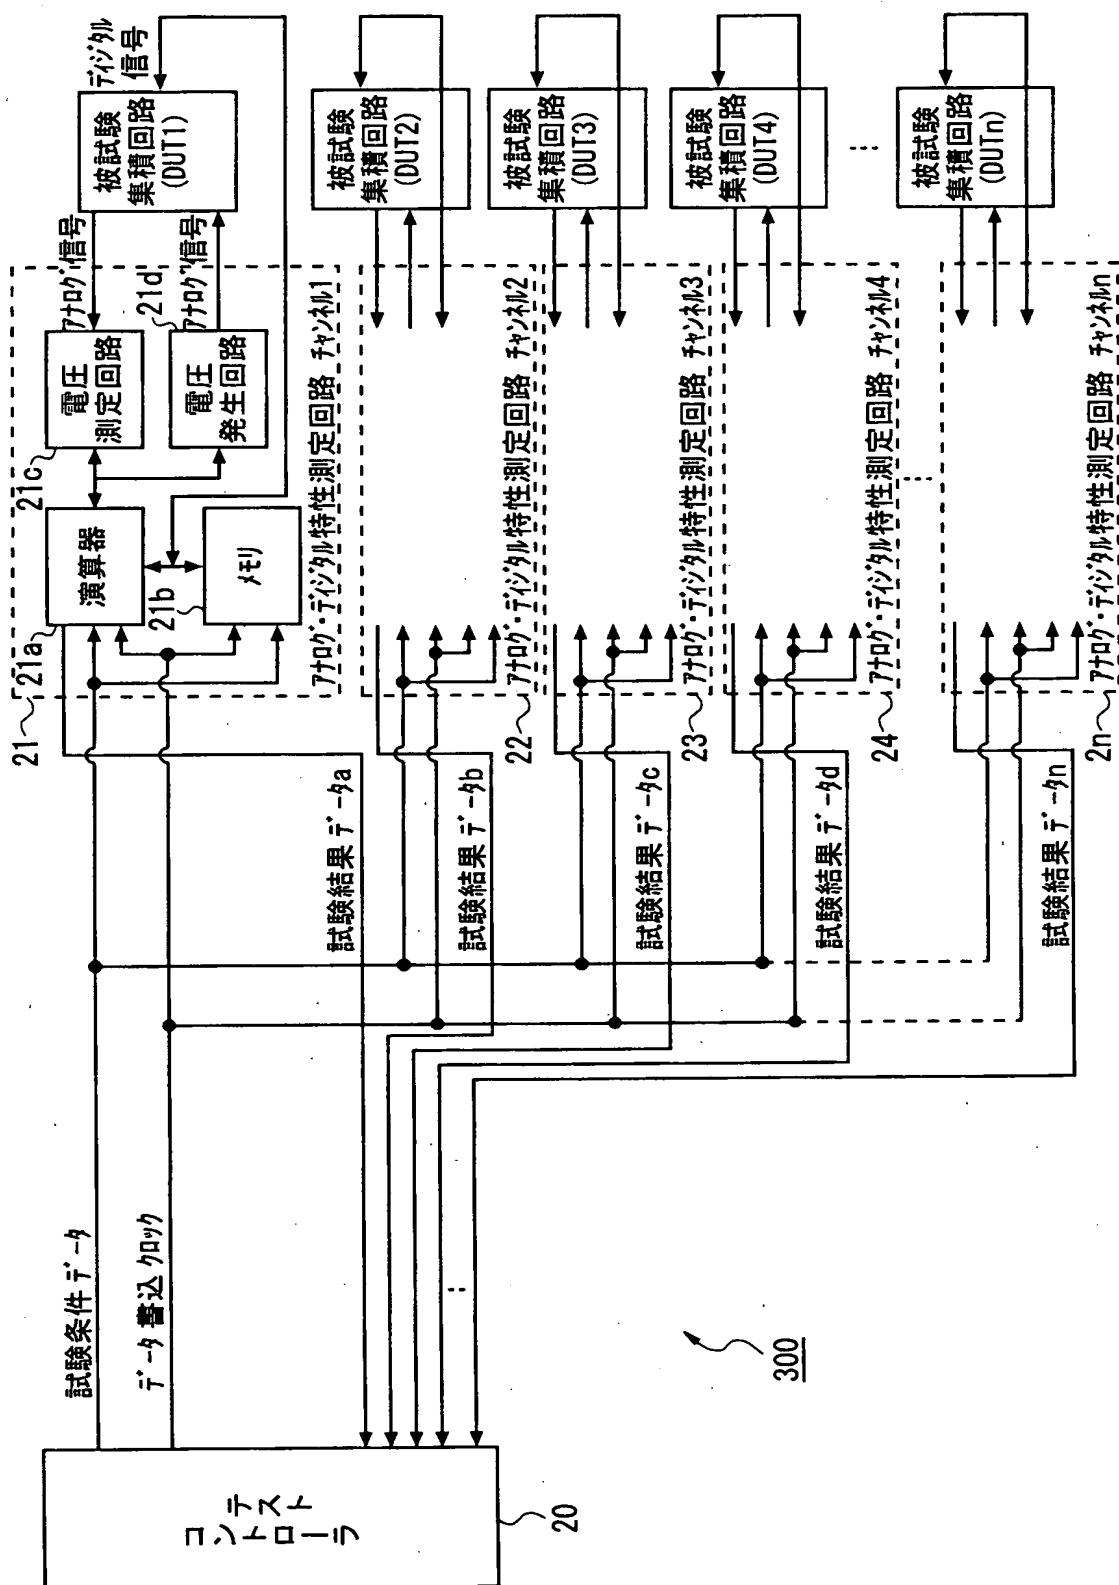 テスト
コントローラ
20
試験条件データ
データ書込クロック
300
試験結果データa
試験結果データb
試験結果データc
試験結果データd
試験結果データn
21
21a
演算器
21b
メモリ
21c
電圧
測定回路
21d
電圧
発生回路
アナログ信号
アナログ信号
ディジタル
信号
被試験
集積回路
(DUT1)
アナログ・ディジタル特性測定回路 チャンネル1
22
アナログ・ディジタル特性測定回路 チャンネル2
被試験
集積回路
(DUT2)
23
アナログ・ディジタル特性測定回路 チャンネル3
被試験
集積回路
(DUT3)
24
アナログ・ディジタル特性測定回路 チャンネル4
被試験
集積回路
(DUT4)
2n
アナログ・ディジタル特性測定回路 チャンネルn
被試験
集積回路
(DUTn)